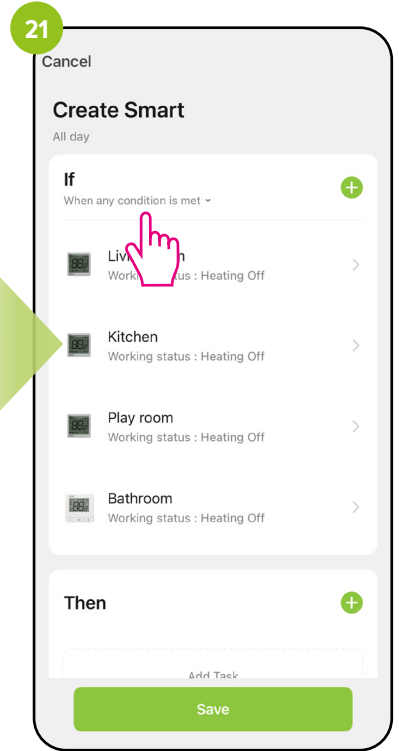 21
Cancel
Create Smart
All day
If
When any condition is met
Working us : Heating Off
Kitchen
Working status : Heating Off
Play room
Working status : Heating Off
Bathroom
Working status : Heating Off
Then
Add Task
Save